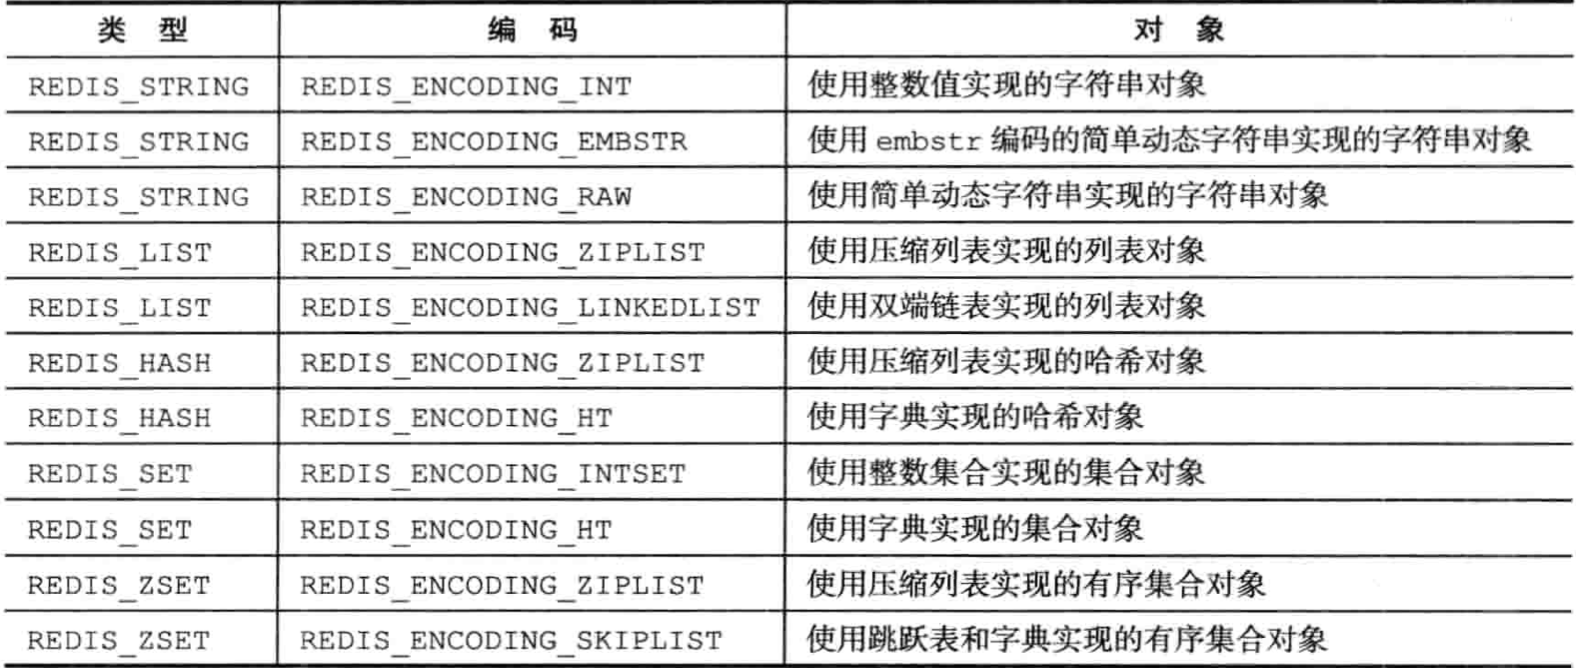 类 型 编 码 对 象
REDIS_STRING REDIS_ENCODING_INT 使用整数值实现的字符串对象
REDIS_STRING REDIS_ENCODING_EMBSTR 使用 embstr 编码的简单动态字符串实现的字符串对象
REDIS_STRING REDIS_ENCODING_RAW 使用简单动态字符串实现的字符串对象
REDIS_LIST REDIS_ENCODING_ZIPLIST 使用压缩列表实现的列表对象
REDIS_LIST REDIS_ENCODING_LINKEDLIST 使用双端链表实现的列表对象
REDIS_HASH REDIS_ENCODING_ZIPLIST 使用压缩列表实现的哈希对象
REDIS_HASH REDIS_ENCODING_HT 使用字典实现的哈希对象
REDIS_SET REDIS_ENCODING_INTSET 使用整数集合实现的集合对象
REDIS_SET REDIS_ENCODING_HT 使用字典实现的集合对象
REDIS_ZSET REDIS_ENCODING_ZIPLIST 使用压缩列表实现的有序集合对象
REDIS_ZSET REDIS_ENCODING_SKIPLIST 使用跳跃表和字典实现的有序集合对象